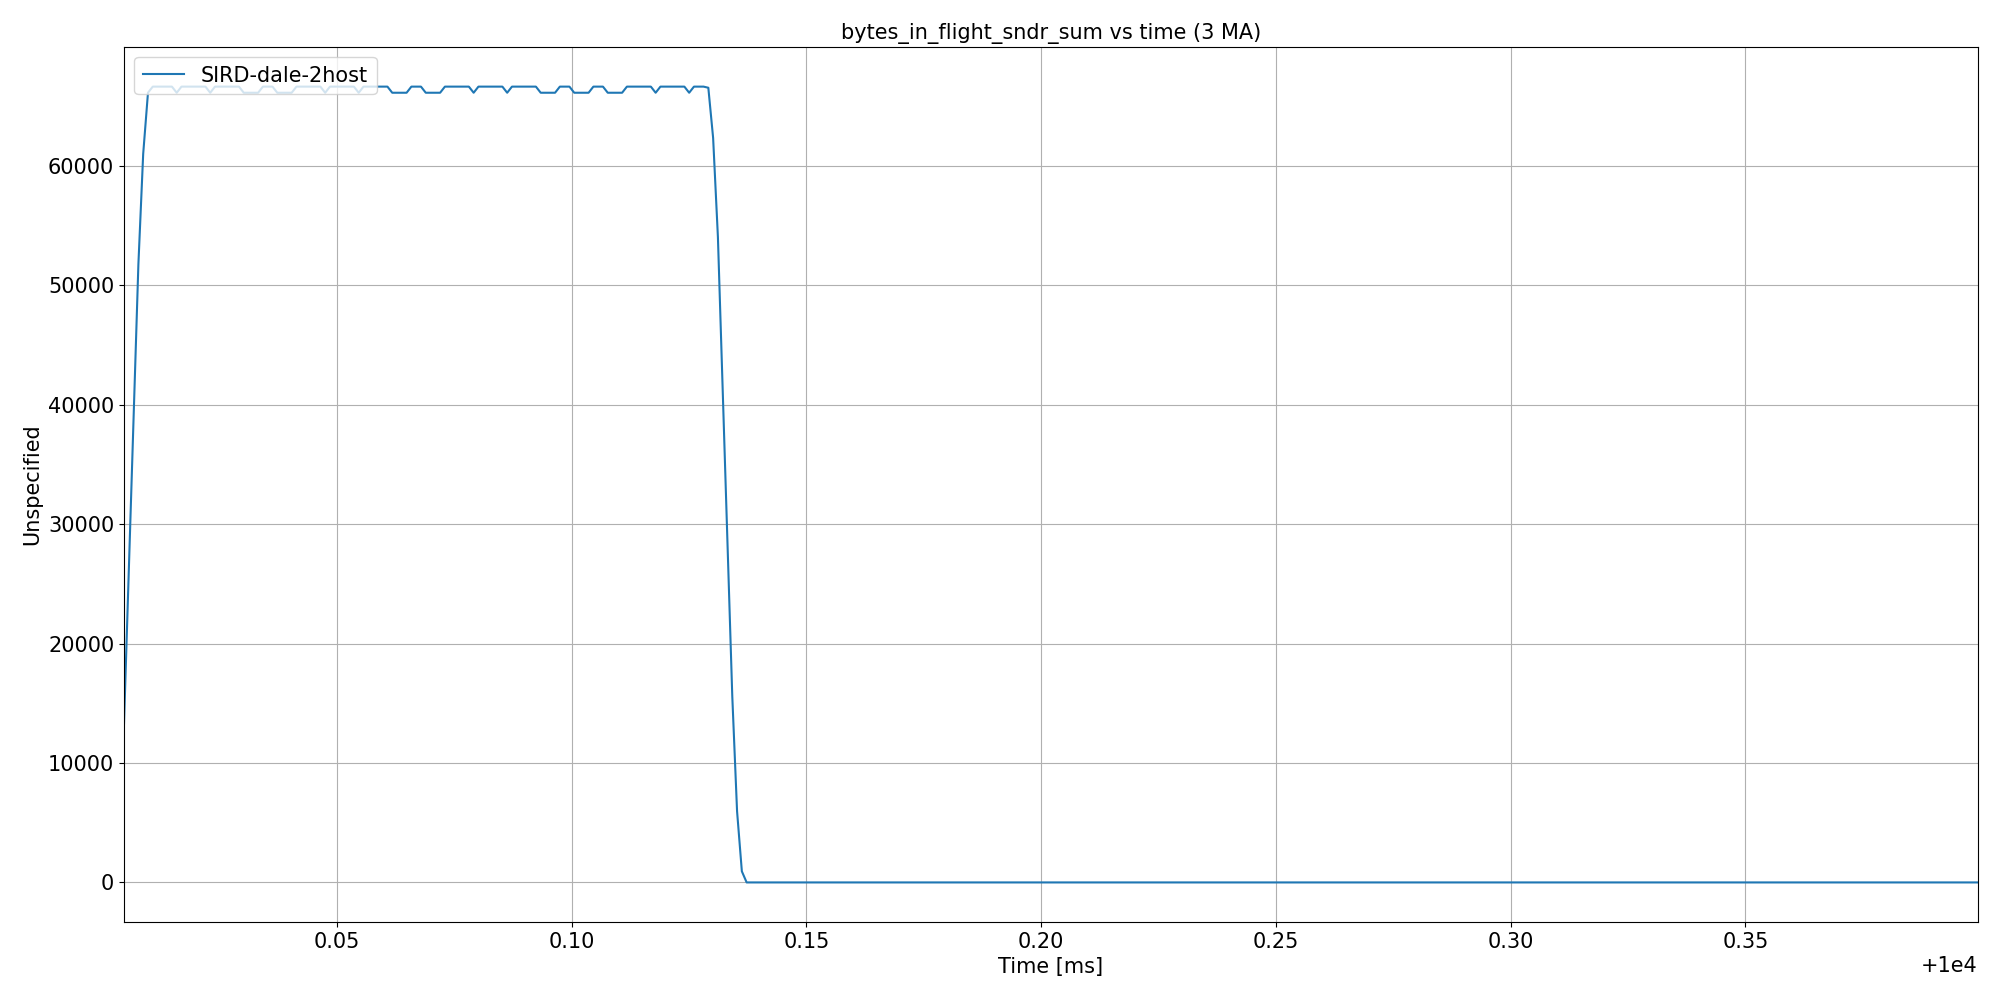 bytes_in_flight_sndr_sum vs time (3 MA)
SIRD-dale-2host
60000
50000
40000
30000
20000
10000
0
Unspecified
0.05 0.10 0.15 0.20 0.25 0.30 0.35
Time [ms]
+1e4